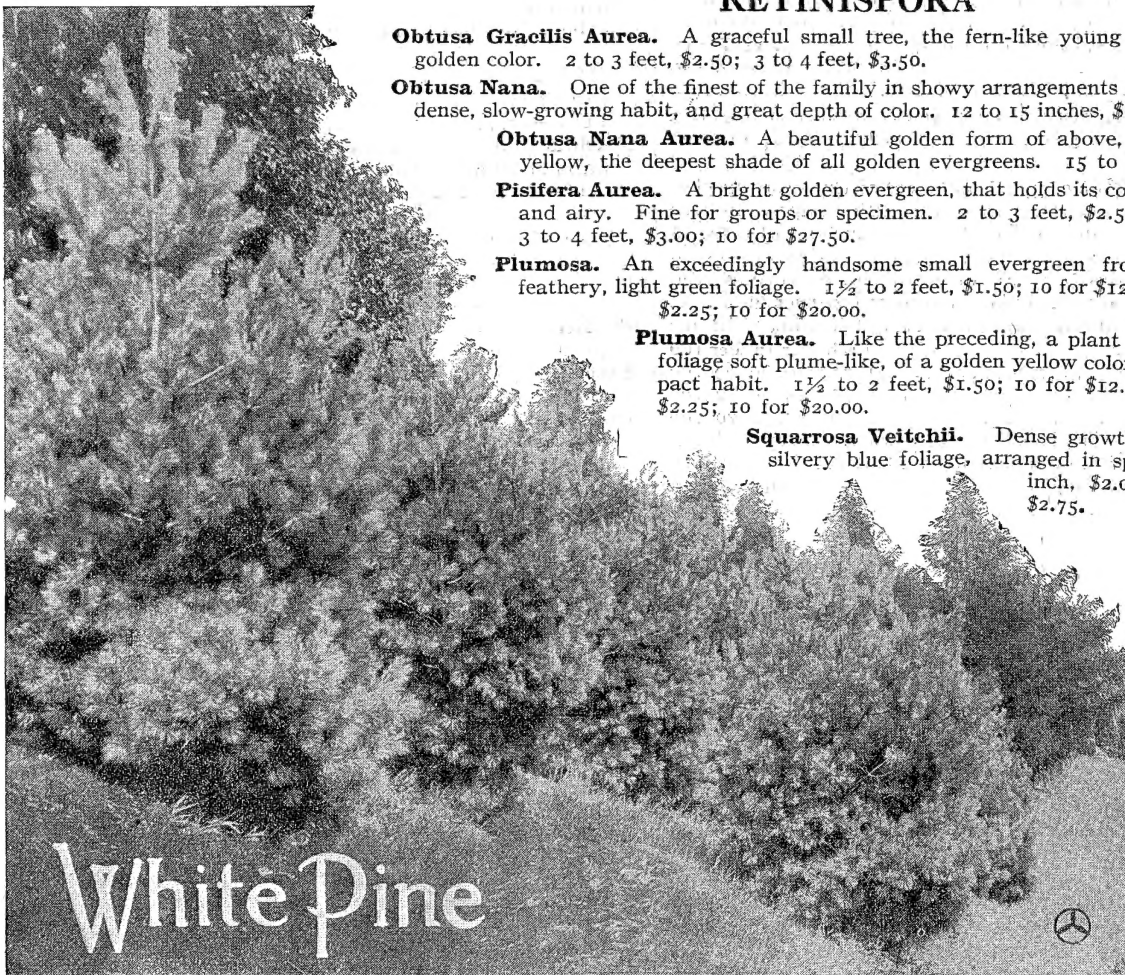 RETINISPORA
Obtusa Gracilis Aurea. A graceful small tree, the fern-like young
golden color. 2 to 3 feet, $2.50; 3 to 4 feet, $3.50.
Obtusa Nana. One of the finest of the family in showy arrangements
dense, slow-growing habit, and great depth of color. 12 to 15 inches, $
Obtusa Nana Aurea. A beautiful golden form of above,
yellow, the deepest shade of all golden evergreens. 15 to
Pisifera Aurea. A bright golden evergreen, that holds its co
and airy. Fine for groups or specimen. 2 to 3 feet, $2.5
3 to 4 feet, $3.00; 10 for $27.50.
Plumosa. An exceedingly handsome small evergreen fro
feathery, light green foliage. 1½ to 2 feet, $1.50; 10 for $12
$2.25; 10 for $20.00.
Plumosa Aurea. Like the preceding, a plant
foliage soft plume-like, of a golden yellow color
pact habit. 1½ to 2 feet, $1.50; 10 for $12.
$2.25; 10 for $20.00.
Squarrosa Veitchii. Dense growt
silvery blue foliage, arranged in sp
inch, $2.0
$2.75.
White Pine